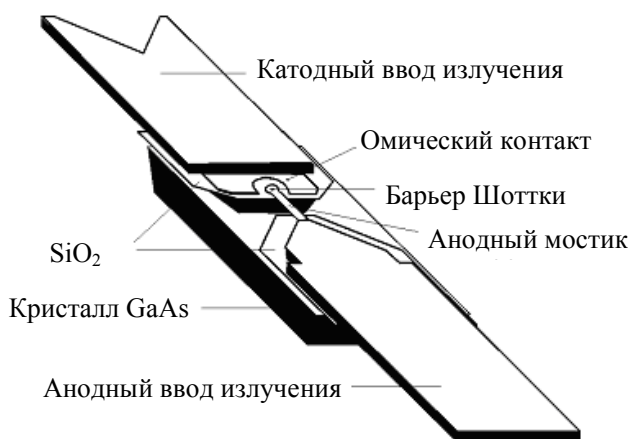 Катодный ввод излучения
Омический контакт
Барьер Шоттки
Анодный мостик
SiO₂
Кристалл GaAs
Анодный ввод излучения